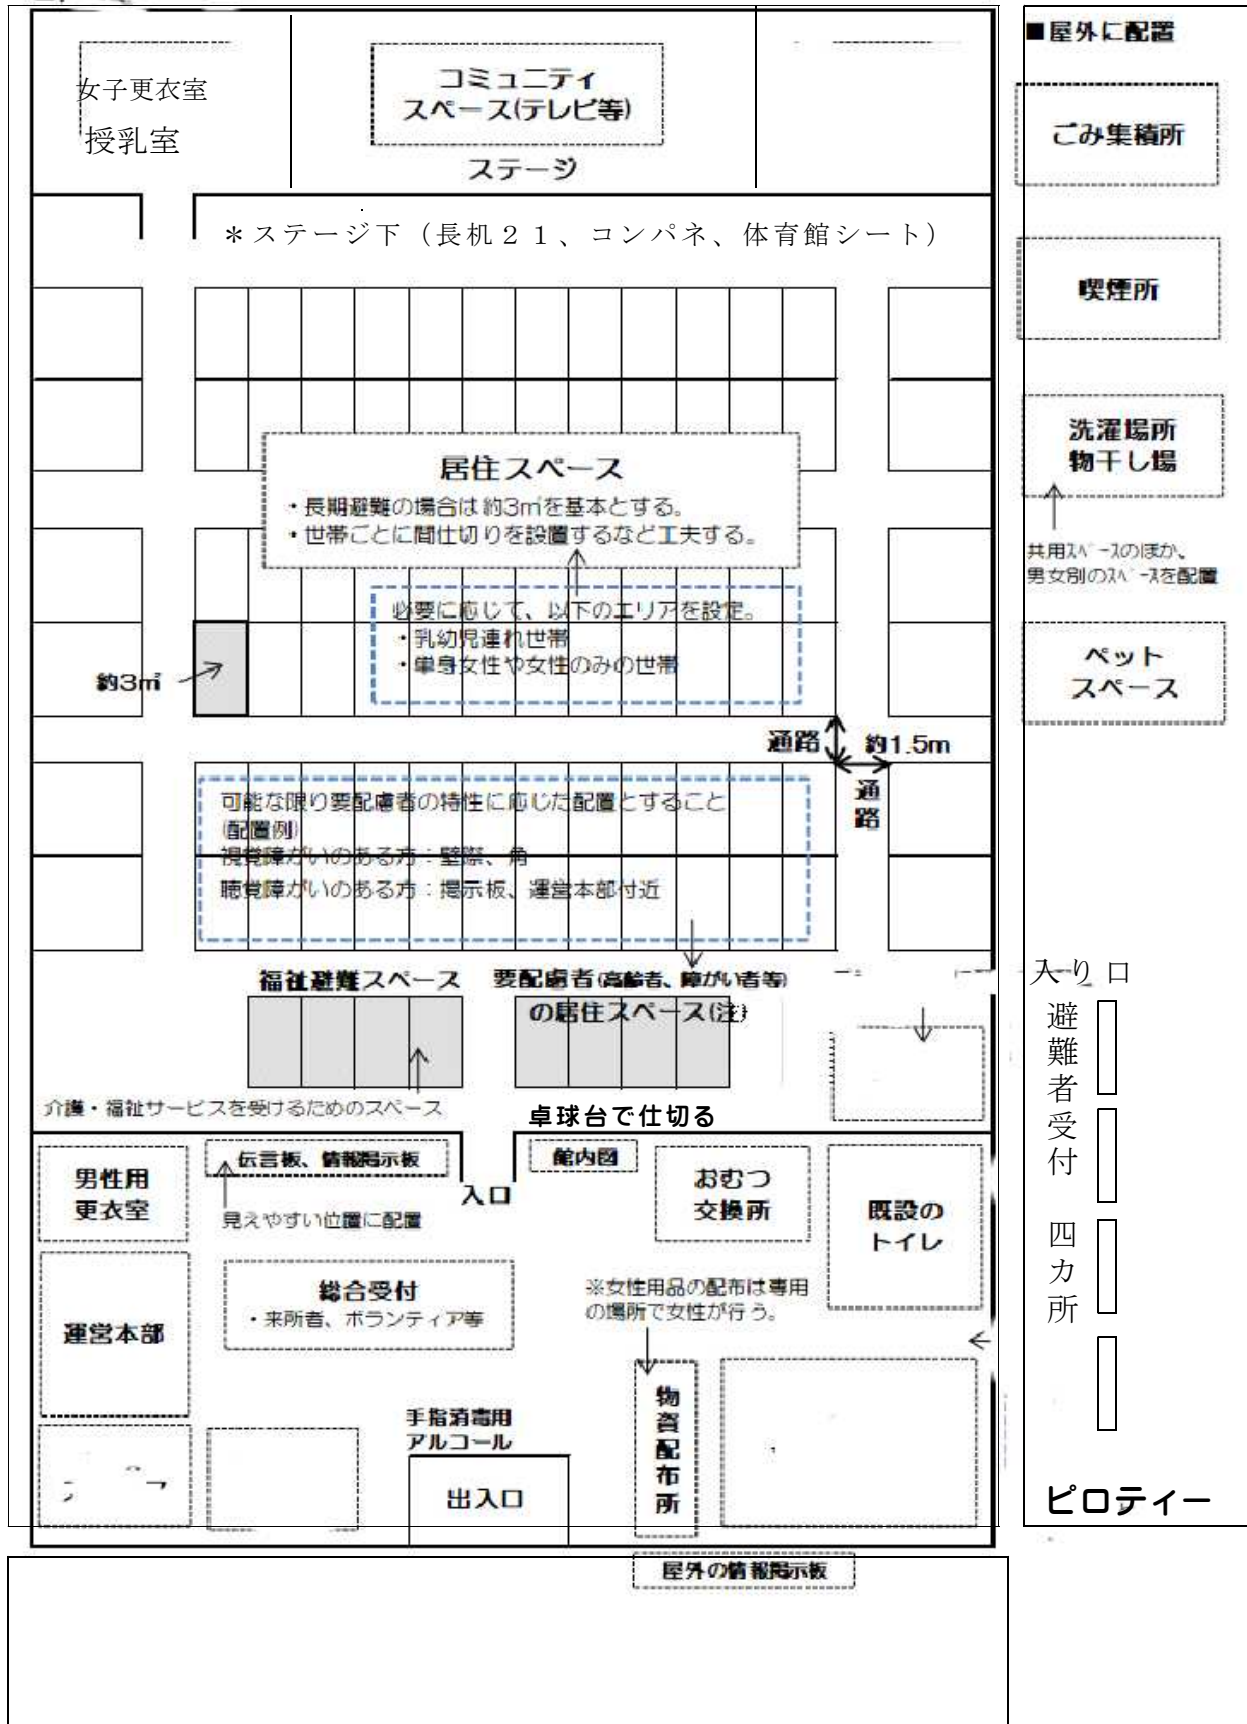 女子更衣室
授乳室
コミュニティ
スペース(テレビ等)
ステージ
＊ステージ下（長机２１、コンパネ、体育館シート）
居住スペース
・長期避難の場合は約3㎡を基本とする。
・世帯ごとに間仕切りを設置するなど工夫する。
必要に応じて、以下のエリアを設定。
・乳幼児連れ世帯
・単身女性や女性のみの世帯
約3㎡
通路
約1.5m
通路
可能な限り要配慮者の特性に応じた配置とすること
(配置例)
視覚障がいのある方：壁際、角
聴覚障がいのある方：掲示板、運営本部付近
福祉避難スペース
要配慮者(高齢者、障がい者等)
の居住スペース(注)
介護・福祉サービスを受けるためのスペース
卓球台で仕切る
男性用
更衣室
伝言板、情報掲示板
見えやすい位置に配置
入口
館内図
おむつ
交換所
既設の
トイレ
運営本部
総合受付
・来所者、ボランティア等
※女性用品の配布は専用
の場所で女性が行う。
手指消毒用
アルコール
出入口
物資配布所
屋外の情報掲示板
■屋外に配置
ごみ集積所
喫煙所
洗濯場所
物干し場
共用ｽﾍﾟｰｽのほか、
男女別のｽﾍﾟｰｽを配置
ペット
スペース
入り口
避難者受付
四カ所
ピロティー